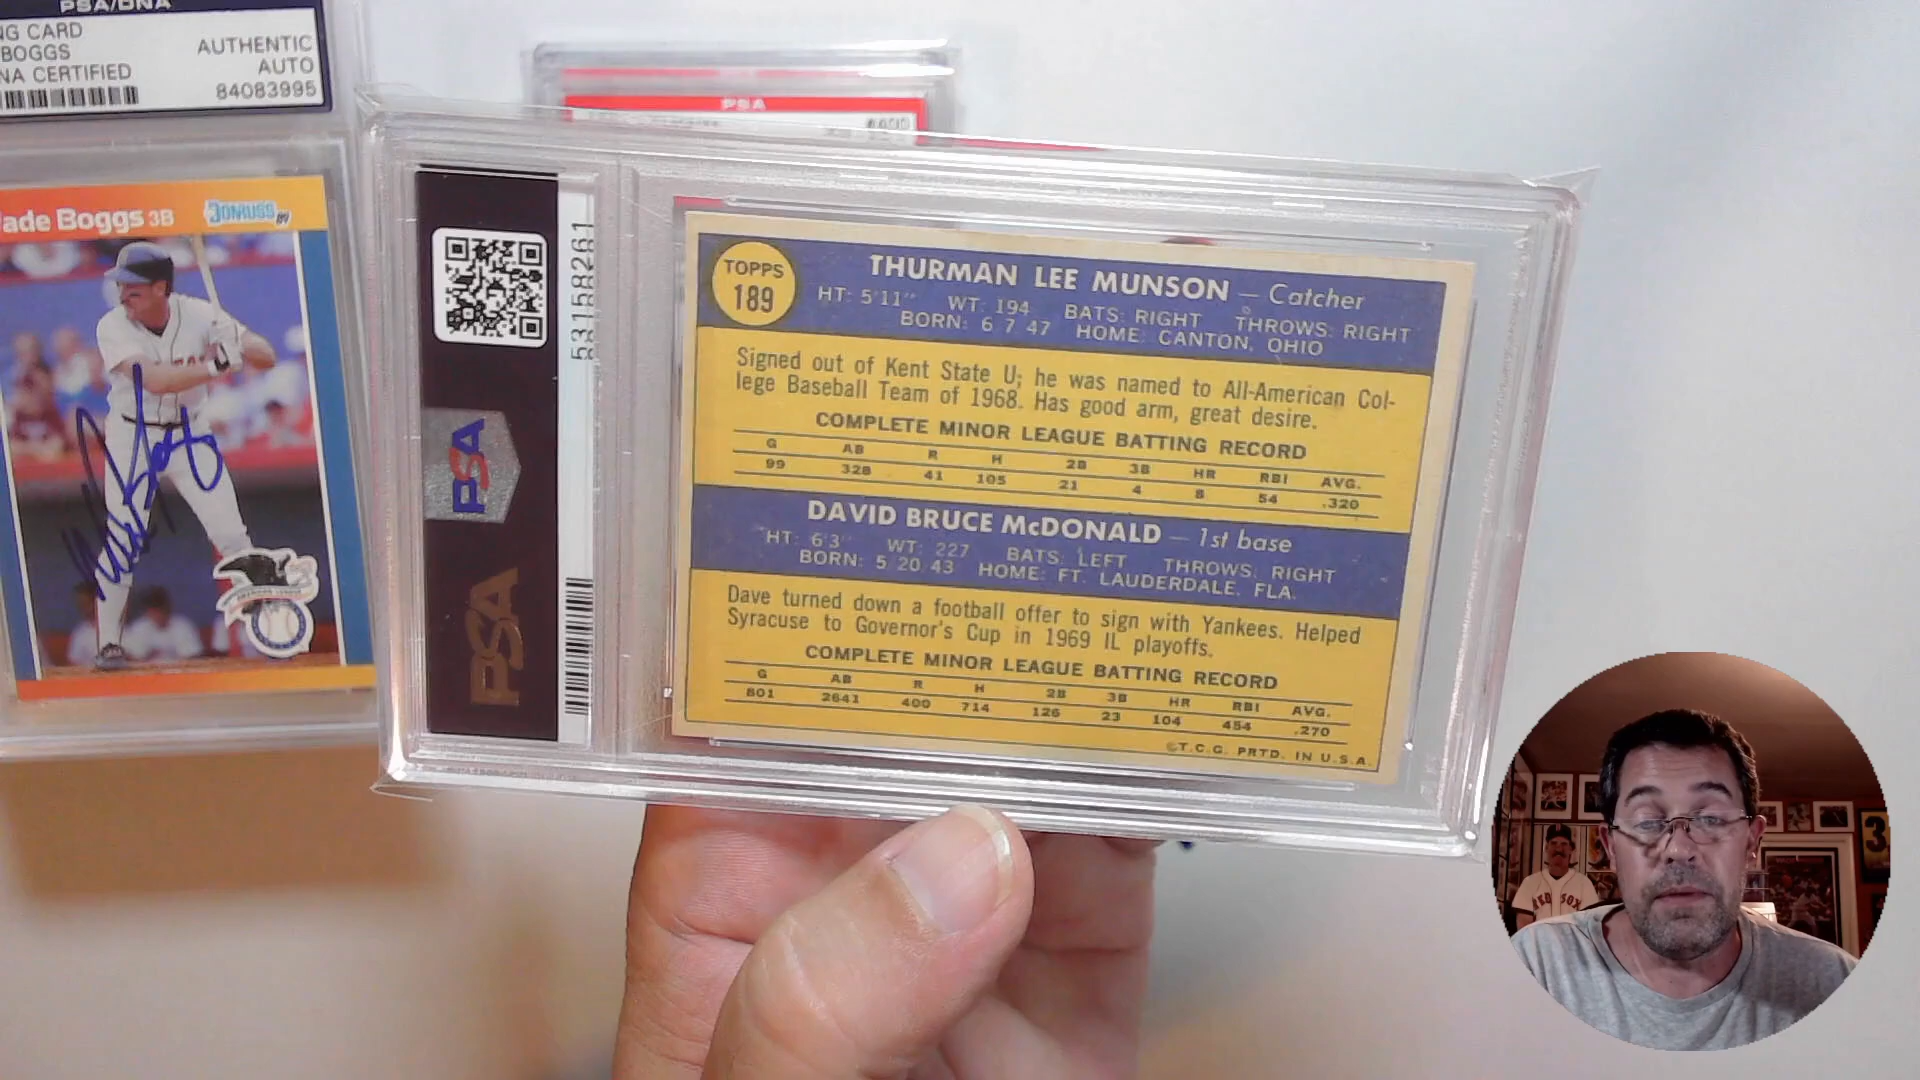 PSA/DNA
NG CARD
BOGGS
NA CERTIFIED
AUTHENTIC
AUTO
84083995
ade Boggs 3B
DONRUSS 89
PSA
53158261
PSA
PSA
TOPPS
189
THURMAN LEE MUNSON — Catcher
HT: 5'11" WT: 194 BATS: RIGHT THROWS: RIGHT
BORN: 6 7 47 HOME: CANTON, OHIO
Signed out of Kent State U; he was named to All-American Col-
lege Baseball Team of 1968. Has good arm, great desire.
COMPLETE MINOR LEAGUE BATTING RECORD
G AB R H 2B 3B HR RBI AVG.
99 328 41 105 21 4 8 54 .320
DAVID BRUCE McDONALD — 1st base
HT: 6'3" WT: 227 BATS: LEFT THROWS: RIGHT
BORN: 5 20 43 HOME: FT. LAUDERDALE, FLA.
Dave turned down a football offer to sign with Yankees. Helped
Syracuse to Governor's Cup in 1969 IL playoffs.
COMPLETE MINOR LEAGUE BATTING RECORD
G AB R H 2B 3B HR RBI AVG.
801 2641 400 714 126 23 104 454 .270
©T.C.G. PRTD. IN U.S.A.
RED SOX
3